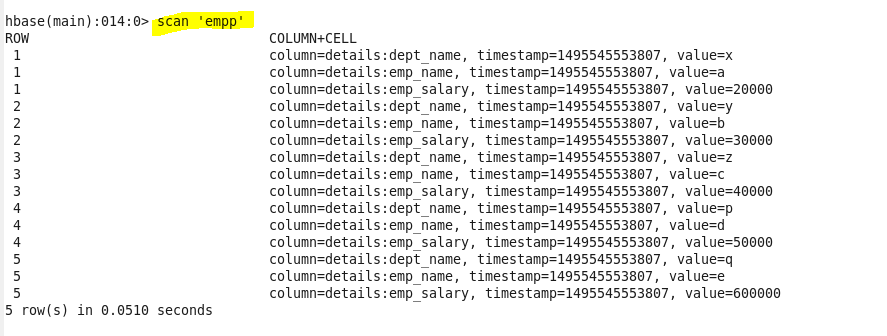 hbase(main):014:0> scan 'empp'
ROW COLUMN+CELL
1 column=details:dept_name, timestamp=1495545553807, value=x
1 column=details:emp_name, timestamp=1495545553807, value=a
1 column=details:emp_salary, timestamp=1495545553807, value=20000
2 column=details:dept_name, timestamp=1495545553807, value=y
2 column=details:emp_name, timestamp=1495545553807, value=b
2 column=details:emp_salary, timestamp=1495545553807, value=30000
3 column=details:dept_name, timestamp=1495545553807, value=z
3 column=details:emp_name, timestamp=1495545553807, value=c
3 column=details:emp_salary, timestamp=1495545553807, value=40000
4 column=details:dept_name, timestamp=1495545553807, value=p
4 column=details:emp_name, timestamp=1495545553807, value=d
4 column=details:emp_salary, timestamp=1495545553807, value=50000
5 column=details:dept_name, timestamp=1495545553807, value=q
5 column=details:emp_name, timestamp=1495545553807, value=e
5 column=details:emp_salary, timestamp=1495545553807, value=600000
5 row(s) in 0.0510 seconds